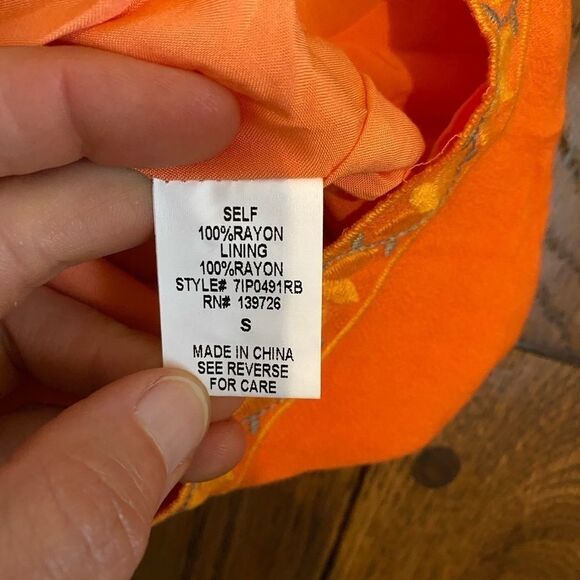 SELF
100%RAYON
LINING
100%RAYON
STYLE# 7IP0491RB
RN# 139726
S
MADE IN CHINA
SEE REVERSE
FOR CARE